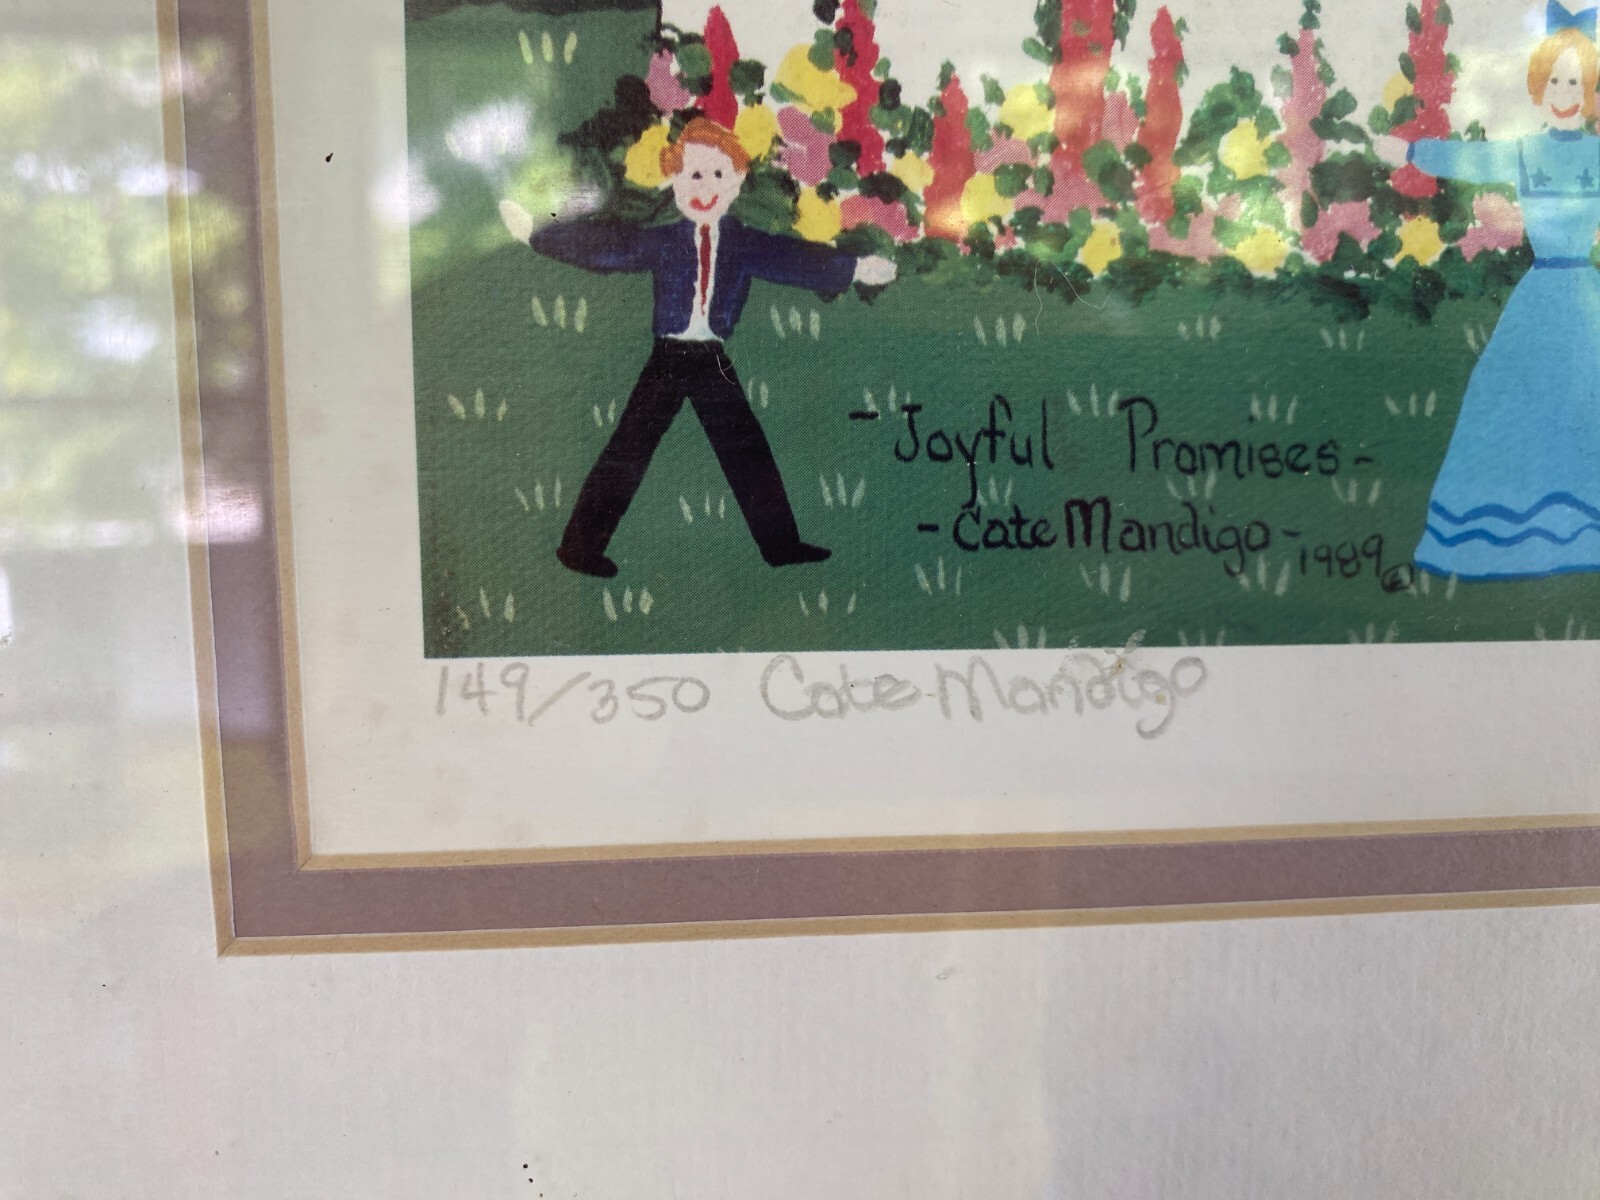 -Joyful Promises-
-Cate Mandigo-1989©
149/350 Cate Mandigo